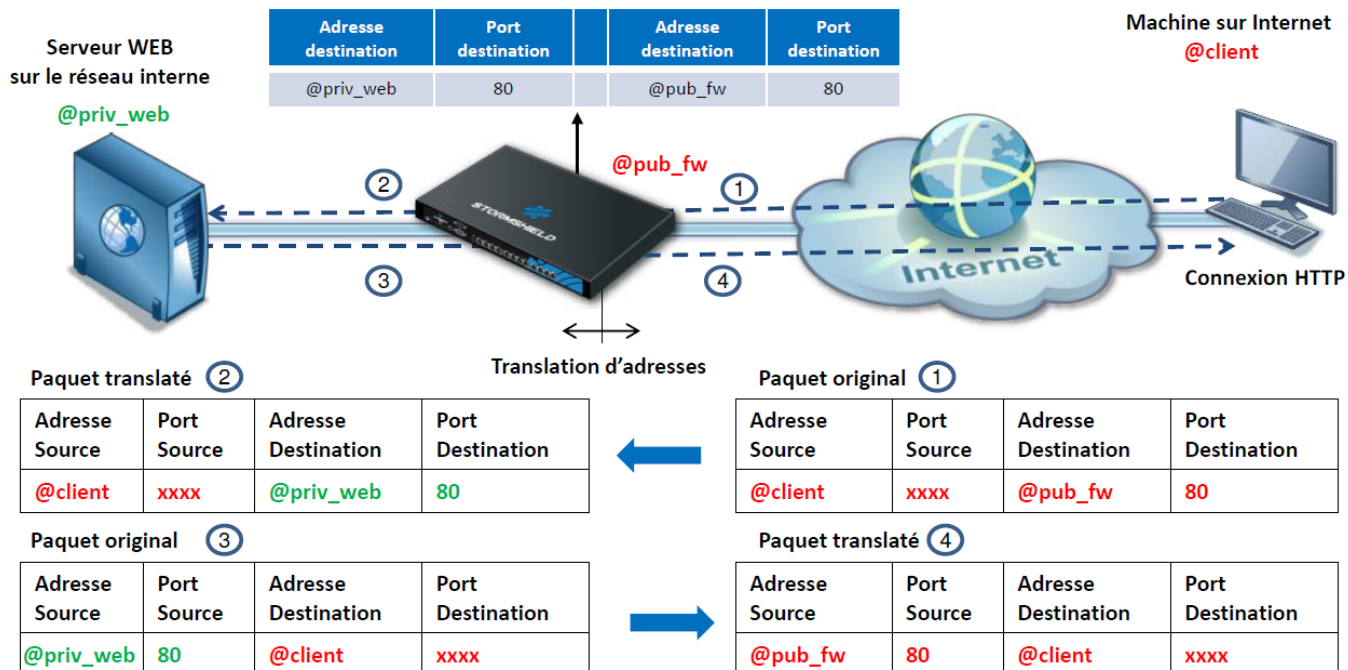 Serveur WEB
sur le réseau interne
@priv_web
Adresse destination | Port destination | | Adresse destination | Port destination
@priv_web | 80 | | @pub_fw | 80
Machine sur Internet
@client
@pub_fw
2
1
STORMSHIELD
3
4
Internet
Connexion HTTP
Translation d'adresses
Paquet translaté 2
Adresse Source | Port Source | Adresse Destination | Port Destination
@client | xxxx | @priv_web | 80
Paquet original 1
Adresse Source | Port Source | Adresse Destination | Port Destination
@client | xxxx | @pub_fw | 80
Paquet original 3
Adresse Source | Port Source | Adresse Destination | Port Destination
@priv_web | 80 | @client | xxxx
Paquet translaté 4
Adresse Source | Port Source | Adresse Destination | Port Destination
@pub_fw | 80 | @client | xxxx